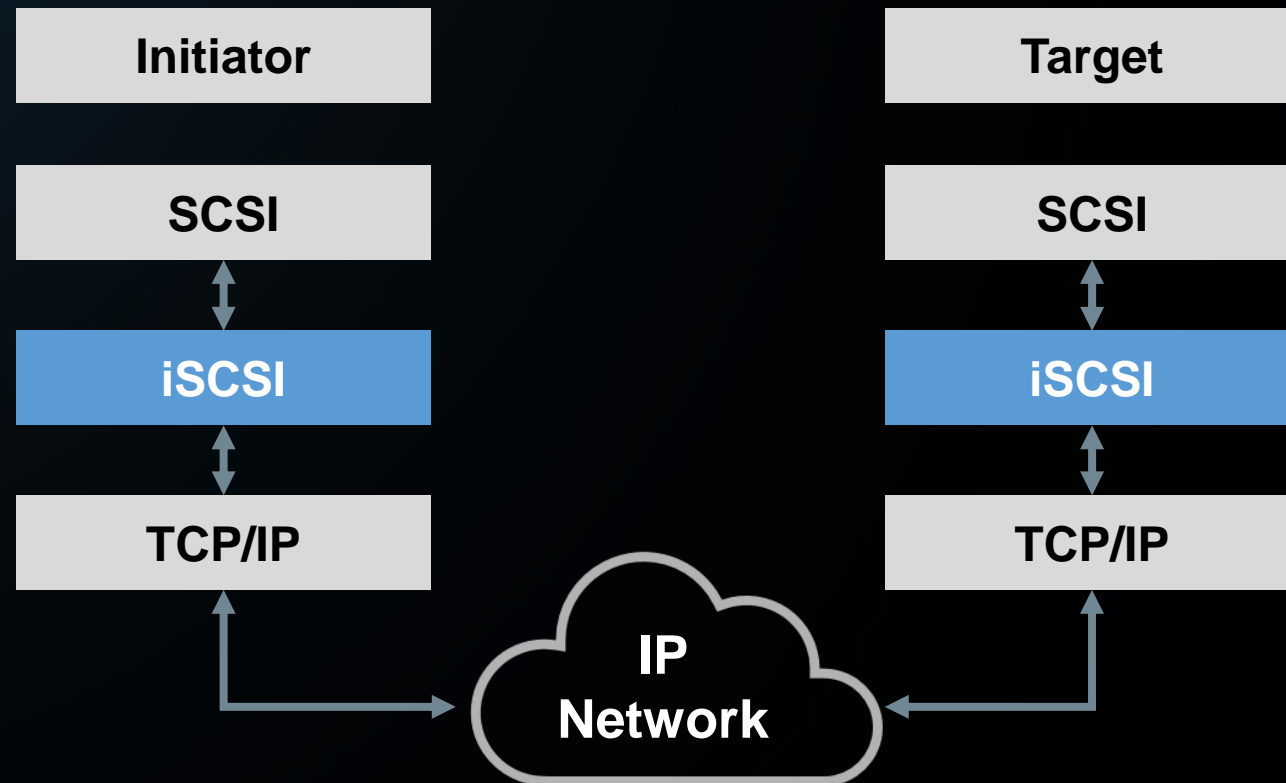 Initiator
Target
SCSI
SCSI
iSCSI
iSCSI
TCP/IP
TCP/IP
IP
Network